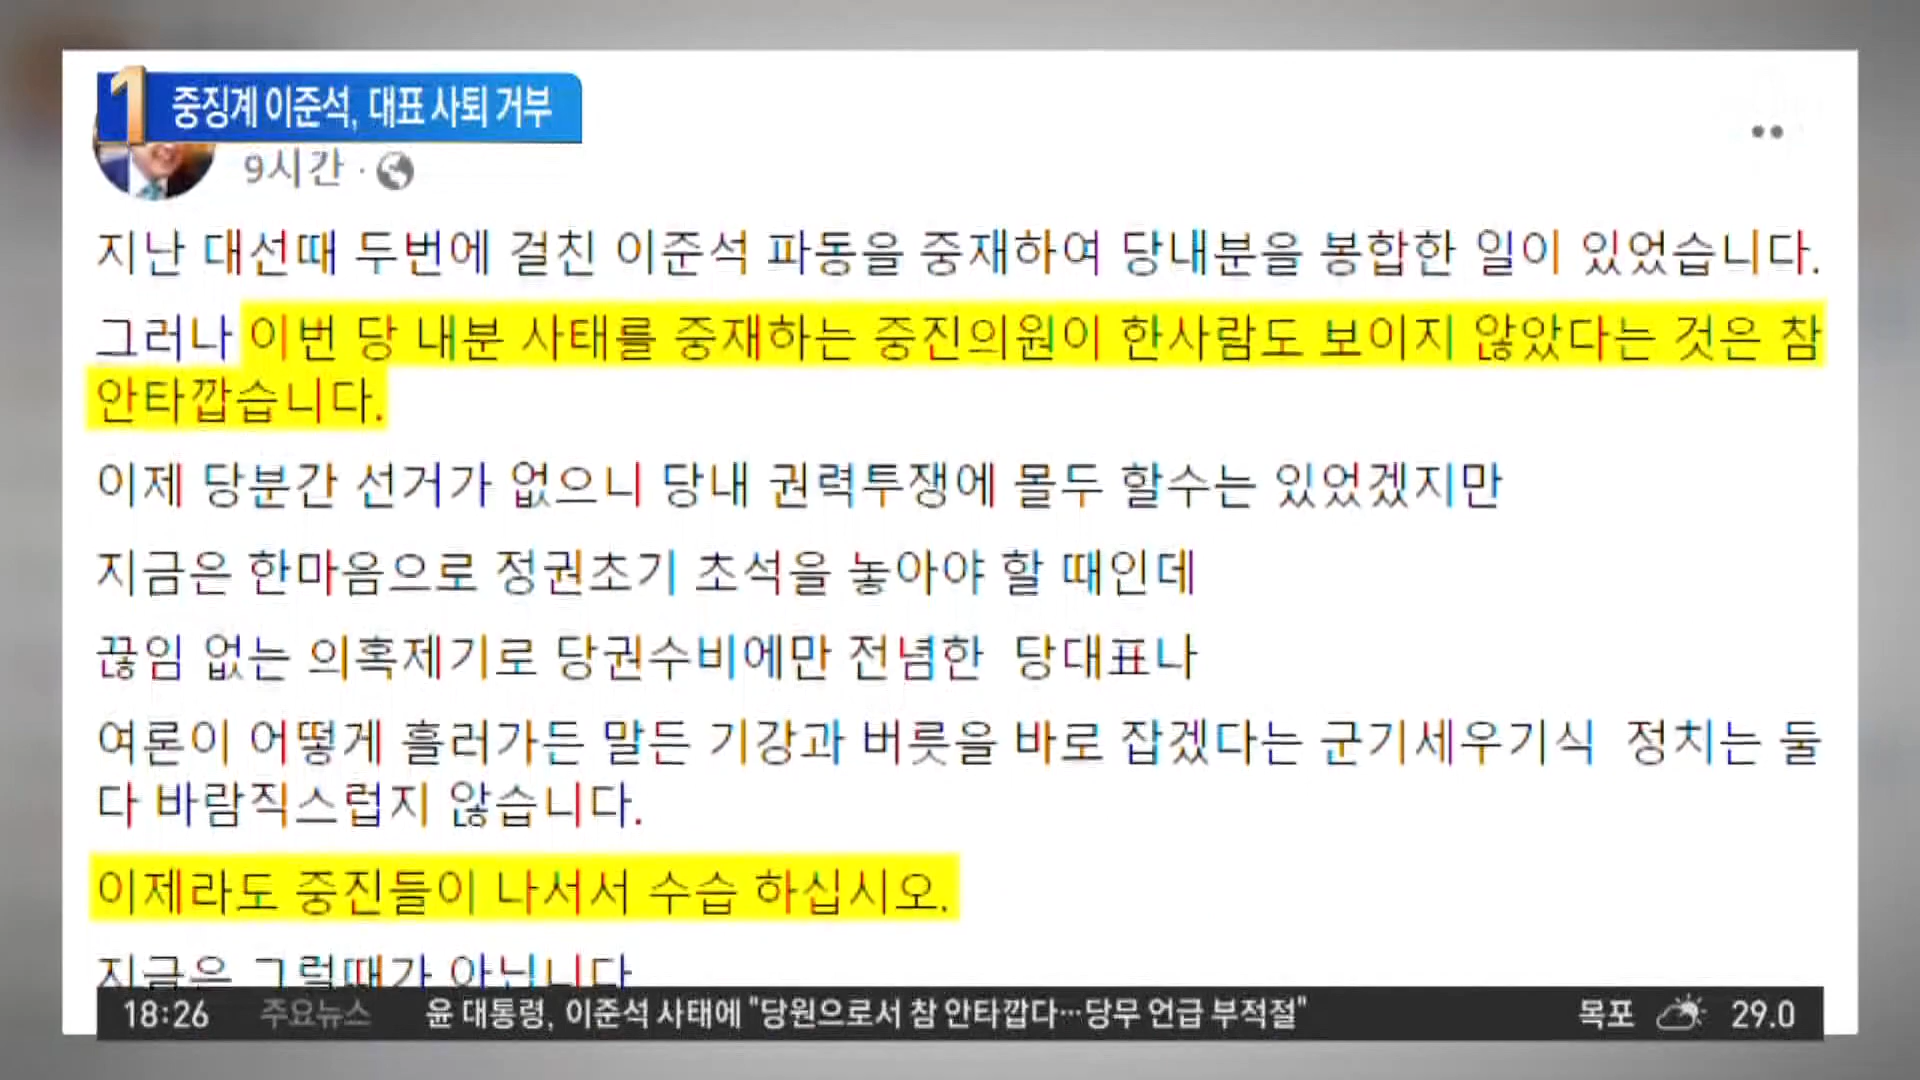 1 중징계 이준석, 대표 사퇴 거부
9시간 ·
지난 대선때 두번에 걸친 이준석 파동을 중재하여 당내분을 봉합한 일이 있었습니다.
그러나 이번 당 내분 사태를 중재하는 중진의원이 한사람도 보이지 않았다는 것은 참
안타깝습니다.
이제 당분간 선거가 없으니 당내 권력투쟁에 몰두 할수는 있었겠지만
지금은 한마음으로 정권초기 초석을 놓아야 할 때인데
끊임 없는 의혹제기로 당권수비에만 전념한 당대표나
여론이 어떻게 흘러가든 말든 기강과 버릇을 바로 잡겠다는 군기세우기식 정치는 둘
다 바람직스럽지 않습니다.
이제라도 중진들이 나서서 수습 하십시오.
지금은 그럴때가 아닙니다
18:26 주요뉴스 윤 대통령, 이준석 사태에 "당원으로서 참 안타깝다…당무 언급 부적절" 목포 29.0